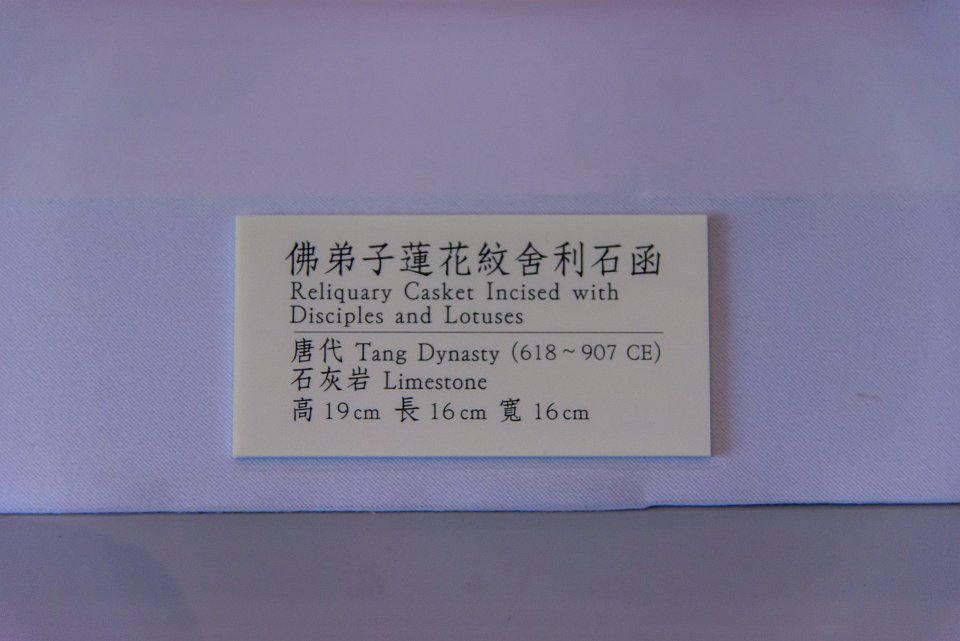 佛弟子蓮花紋舍利石函
Reliquary Casket Incised with
Disciples and Lotuses
唐代 Tang Dynasty (618~907 CE)
石灰岩 Limestone
高 19cm 長 16cm 寬 16cm